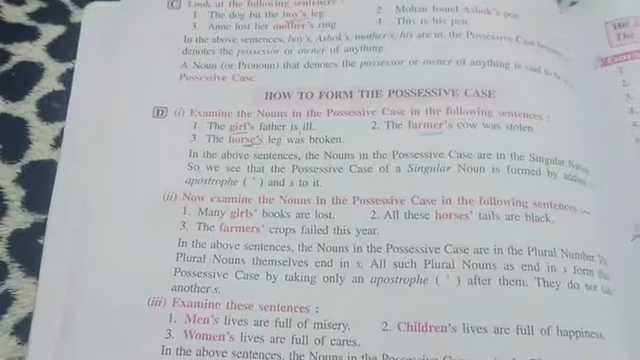 C Look at the following sentences
1 The dog bit the boy's leg. 2 Mohan found Ashok's pen.
3 Anne lost her mother's ring 4 This is his pen.
In the above sentences, boy's, Ashok's, mother's, his are in the Possessive Case
denotes the possessor or owner of anything
A Noun (or Pronoun) that denotes the possessor or owner of anything is said to be
Possessive Case.
HOW TO FORM THE POSSESSIVE CASE
D (i) Examine the Nouns in the Possessive Case in the following sentences :
1 The girl's father is ill. 2. The farmer's cow was stolen
3 The horse's leg was broken.
In the above sentences, the Nouns in the Possessive Case are in the Singular
So we see that the Possessive Case of a Singular Noun is formed by adding
apostrophe ( ' ) and s to it.
(ii) Now examine the Nouns in the Possessive Case in the following sentences
1. Many girls' books are lost. 2. All these horses' tails are black.
3. The farmers' crops failed this year.
In the above sentences, the Nouns in the Possessive Case are in the Plural Number
Plural Nouns themselves end in s. All such Plural Nouns as end in s form
Possessive Case by taking only an apostrophe ( ' ) after them. They do not
another s.
(iii) Examine these sentences :
1. Men's lives are full of misery. 2. Children's lives are full of happiness.
3. Women's lives are full of cares.
In the above sentences, the Nouns in the Possessive